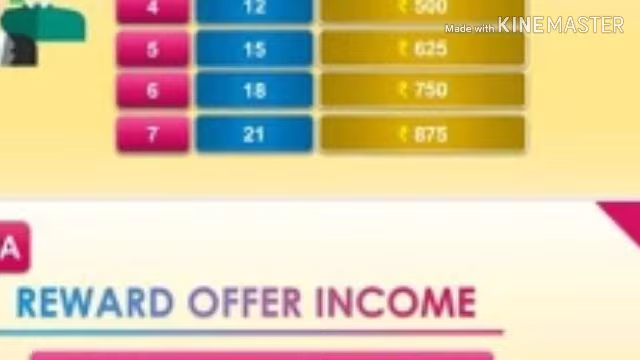 4 12 ₹ 500
Made with KINEMASTER
5 15 ₹ 625
6 18 ₹ 750
7 21 ₹ 875
A
REWARD OFFER INCOME